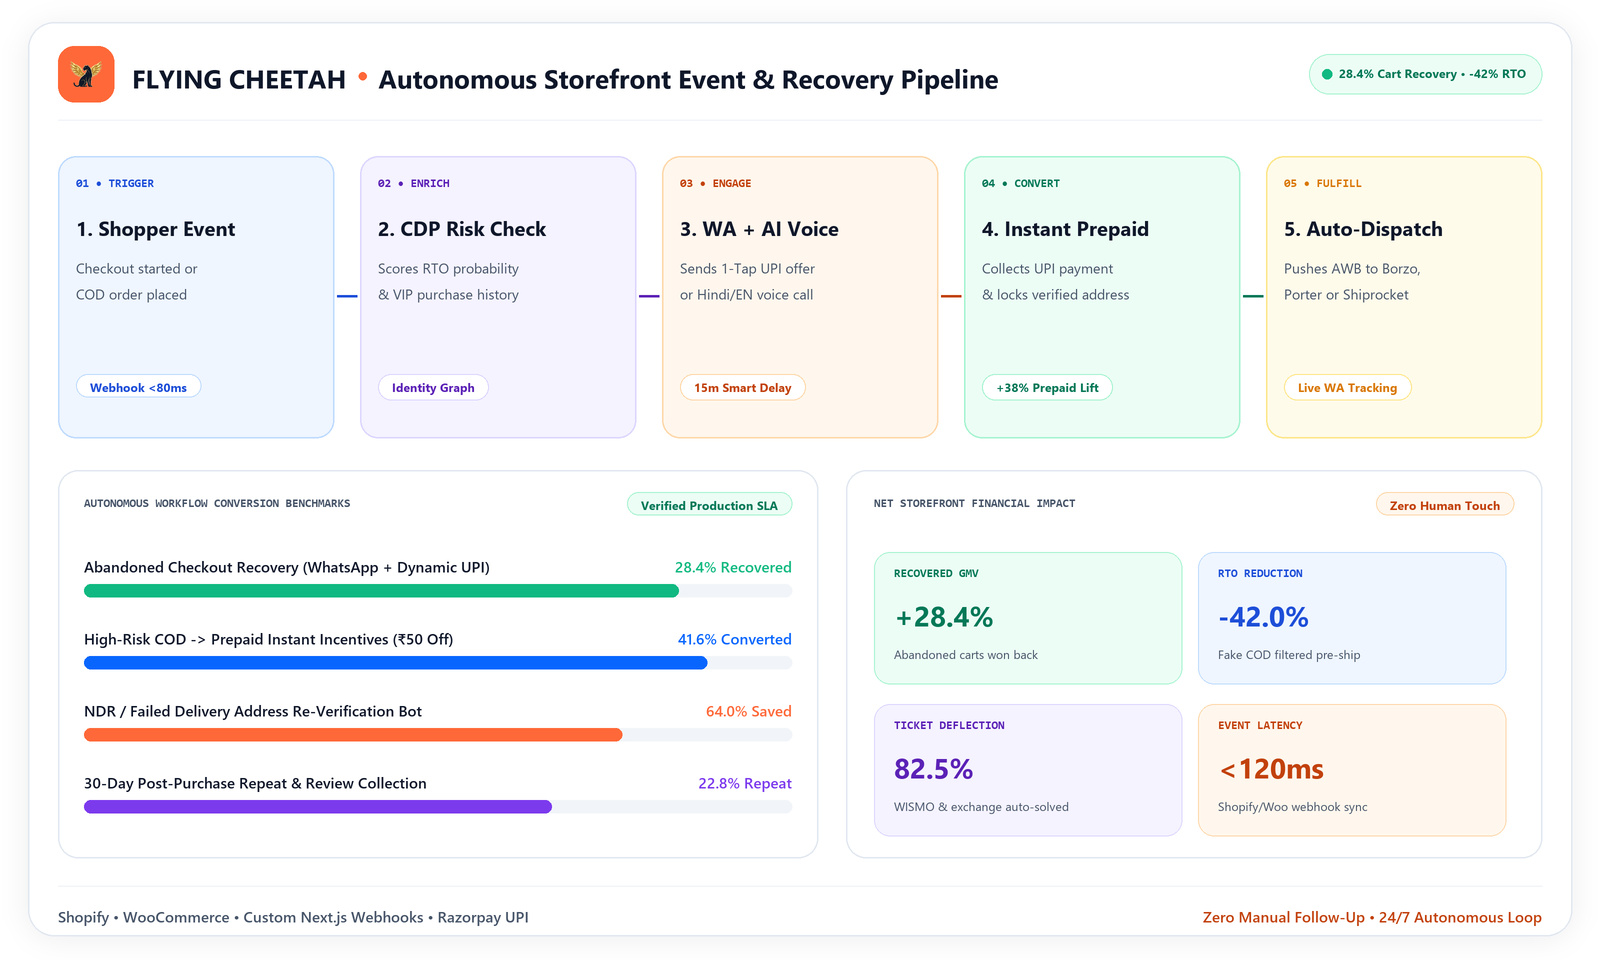 FLYING CHEETAH • Autonomous Storefront Event & Recovery Pipeline
28.4% Cart Recovery • -42% RTO
01 • TRIGGER
1. Shopper Event
Checkout started or
COD order placed
Webhook <80ms
02 • ENRICH
2. CDP Risk Check
Scores RTO probability
& VIP purchase history
Identity Graph
03 • ENGAGE
3. WA + AI Voice
Sends 1-Tap UPI offer
or Hindi/EN voice call
15m Smart Delay
04 • CONVERT
4. Instant Prepaid
Collects UPI payment
& locks verified address
+38% Prepaid Lift
05 • FULFILL
5. Auto-Dispatch
Pushes AWB to Borzo,
Porter or Shiprocket
Live WA Tracking
AUTONOMOUS WORKFLOW CONVERSION BENCHMARKS
Verified Production SLA
Abandoned Checkout Recovery (WhatsApp + Dynamic UPI)
28.4% Recovered
High-Risk COD -> Prepaid Instant Incentives (₹50 Off)
41.6% Converted
NDR / Failed Delivery Address Re-Verification Bot
64.0% Saved
30-Day Post-Purchase Repeat & Review Collection
22.8% Repeat
NET STOREFRONT FINANCIAL IMPACT
Zero Human Touch
RECOVERED GMV
+28.4%
Abandoned carts won back
RTO REDUCTION
-42.0%
Fake COD filtered pre-ship
TICKET DEFLECTION
82.5%
WISMO & exchange auto-solved
EVENT LATENCY
<120ms
Shopify/Woo webhook sync
Shopify • WooCommerce • Custom Next.js Webhooks • Razorpay UPI
Zero Manual Follow-Up • 24/7 Autonomous Loop